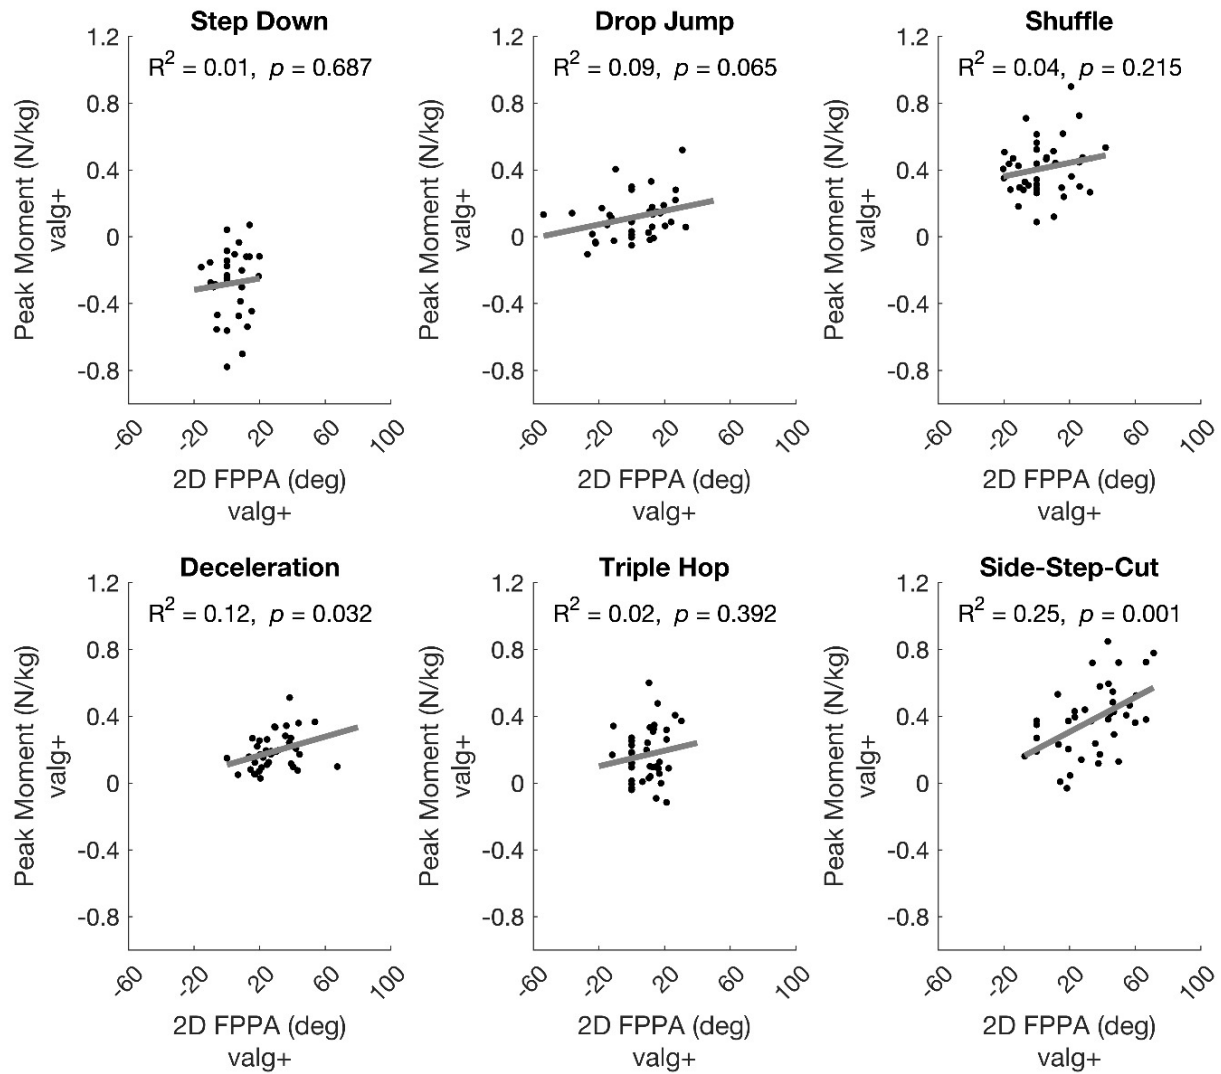 Step Down
R² = 0.01, p = 0.687
1.2
0.8
0.4
0
-0.4
-0.8
Peak Moment (N/kg)
valg+
-60
-20
20
60
100
2D FPPA (deg)
valg+
Drop Jump
R² = 0.09, p = 0.065
1.2
0.8
0.4
0
-0.4
-0.8
Peak Moment (N/kg)
valg+
-60
-20
20
60
100
2D FPPA (deg)
valg+
Shuffle
R² = 0.04, p = 0.215
1.2
0.8
0.4
0
-0.4
-0.8
Peak Moment (N/kg)
valg+
-60
-20
20
60
100
2D FPPA (deg)
valg+
Deceleration
R² = 0.12, p = 0.032
1.2
0.8
0.4
0
-0.4
-0.8
Peak Moment (N/kg)
valg+
-60
-20
20
60
100
2D FPPA (deg)
valg+
Triple Hop
R² = 0.02, p = 0.392
1.2
0.8
0.4
0
-0.4
-0.8
Peak Moment (N/kg)
valg+
-60
-20
20
60
100
2D FPPA (deg)
valg+
Side-Step-Cut
R² = 0.25, p = 0.001
1.2
0.8
0.4
0
-0.4
-0.8
Peak Moment (N/kg)
valg+
-60
-20
20
60
100
2D FPPA (deg)
valg+